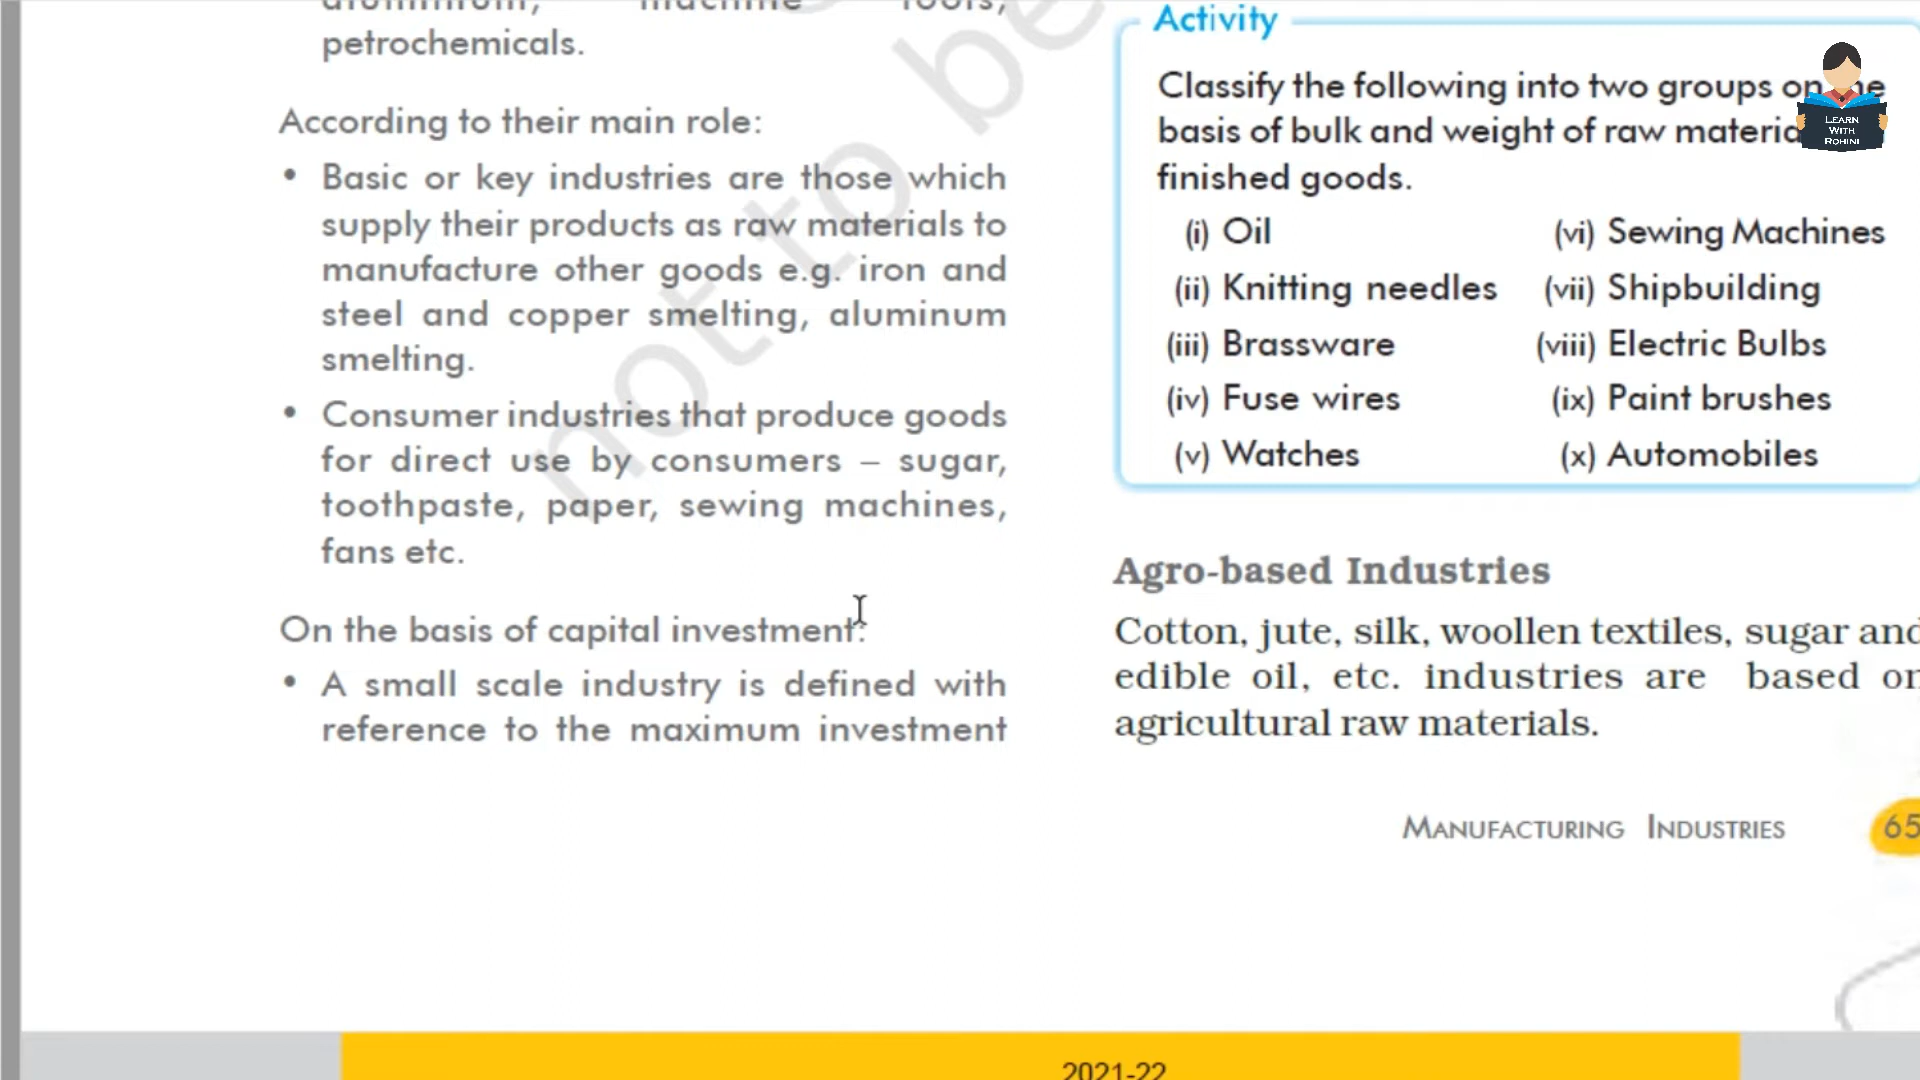 petrochemicals.
According to their main role:
• Basic or key industries are those which
supply their products as raw materials to
manufacture other goods e.g. iron and
steel and copper smelting, aluminum
smelting.
• Consumer industries that produce goods
for direct use by consumers – sugar,
toothpaste, paper, sewing machines,
fans etc.
On the basis of capital investment:
• A small scale industry is defined with
reference to the maximum investment
Activity
Classify the following into two groups on
basis of bulk and weight of raw
finished goods.
(i) Oil
(ii) Knitting needles
(iii) Brassware
(iv) Fuse wires
(v) Watches
(vi) Sewing Machines
(vii) Shipbuilding
(viii) Electric Bulbs
(ix) Paint brushes
(x) Automobiles
LEARN
WITH
ROHINI
Agro-based Industries
Cotton, jute, silk, woollen textiles, sugar and
edible oil, etc. industries are based on
agricultural raw materials.
MANUFACTURING INDUSTRIES
65
2021-22
not to be